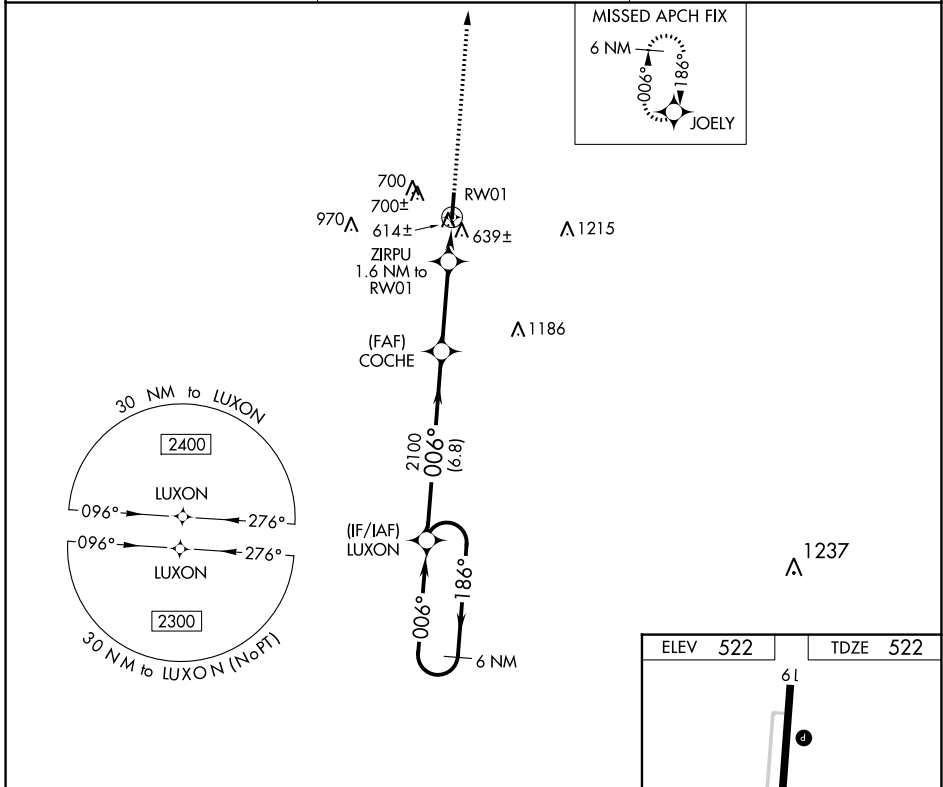 MISSED APCH FIX
6 NM
006°
186°
JOELY
700
700±
RW01
970
614±
639±
1215
ZIRPU
1.6 NM to
RW01
1186
(FAF)
COCHE
30 NM to LUXON
2400
LUXON
096°
276°
096°
276°
LUXON
2300
30 NM to LUXON (NoPT)
2100
006°
(6.8)
(IF/IAF)
LUXON
006°
186°
6 NM
1237
ELEV 522
TDZE 522
19
P